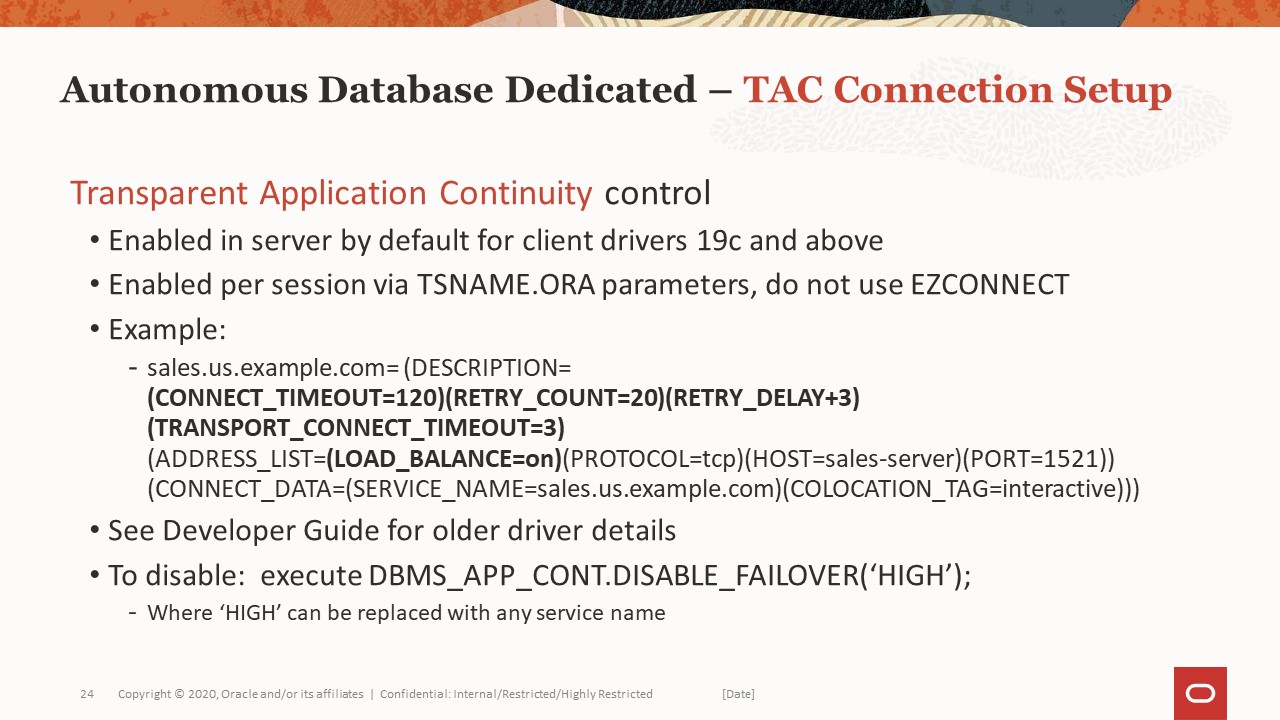 Autonomous Database Dedicated – TAC Connection Setup
Transparent Application Continuity control
• Enabled in server by default for client drivers 19c and above
• Enabled per session via TSNAME.ORA parameters, do not use EZCONNECT
• Example:
- sales.us.example.com= (DESCRIPTION=
(CONNECT_TIMEOUT=120)(RETRY_COUNT=20)(RETRY_DELAY+3)
(TRANSPORT_CONNECT_TIMEOUT=3)
(ADDRESS_LIST=(LOAD_BALANCE=on)(PROTOCOL=tcp)(HOST=sales-server)(PORT=1521))
(CONNECT_DATA=(SERVICE_NAME=sales.us.example.com)(COLOCATION_TAG=interactive)))
• See Developer Guide for older driver details
• To disable:  execute DBMS_APP_CONT.DISABLE_FAILOVER(‘HIGH’);
- Where ‘HIGH’ can be replaced with any service name
24 Copyright © 2020, Oracle and/or its affiliates | Confidential: Internal/Restricted/Highly Restricted [Date]